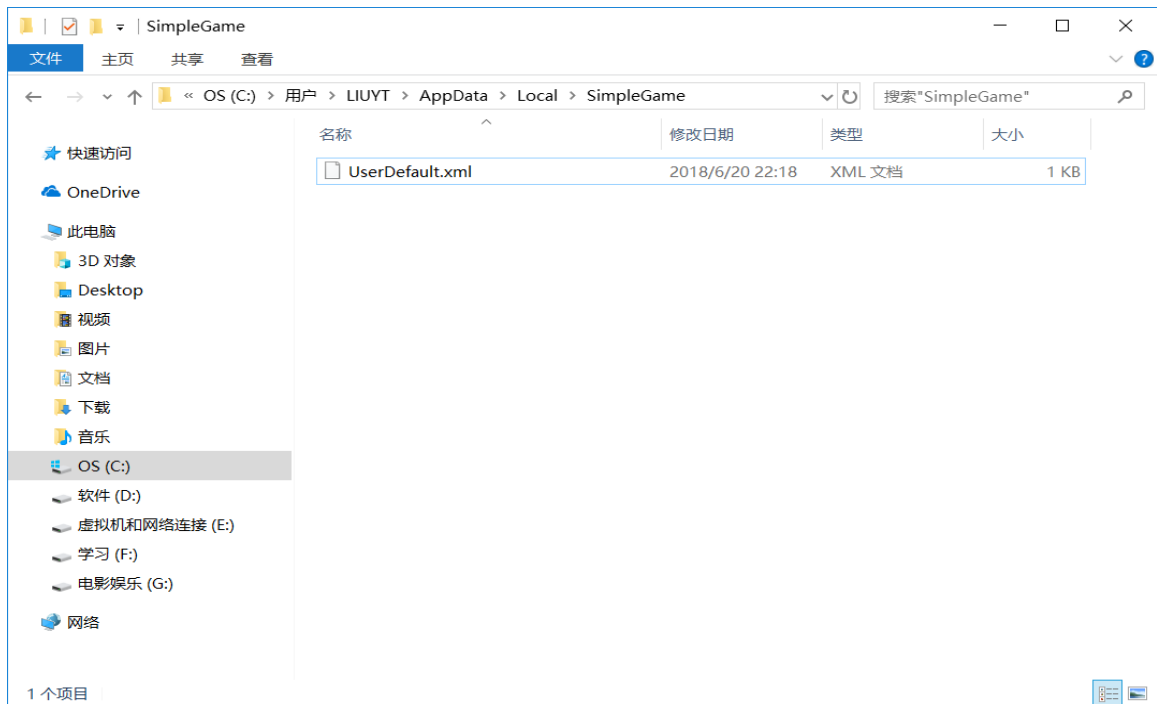 SimpleGame
文件 主页 共享 查看
« OS (C:) > 用户 > LIUYT > AppData > Local > SimpleGame 搜索"SimpleGame"
名称 修改日期 类型 大小
UserDefault.xml 2018/6/20 22:18 XML 文档 1 KB
快速访问
OneDrive
此电脑
3D 对象
Desktop
视频
图片
文档
下载
音乐
OS (C:)
软件 (D:)
虚拟机和网络连接 (E:)
学习 (F:)
电影娱乐 (G:)
网络
1 个项目